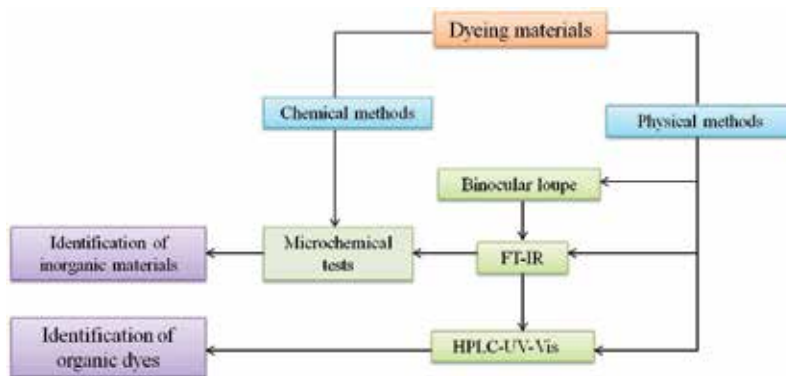 Dyeing materials
Chemical methods
Physical methods
Binocular loupe
Identification of
inorganic materials
Microchemical
tests
FT-IR
Identification of
organic dyes
HPLC-UV-Vis